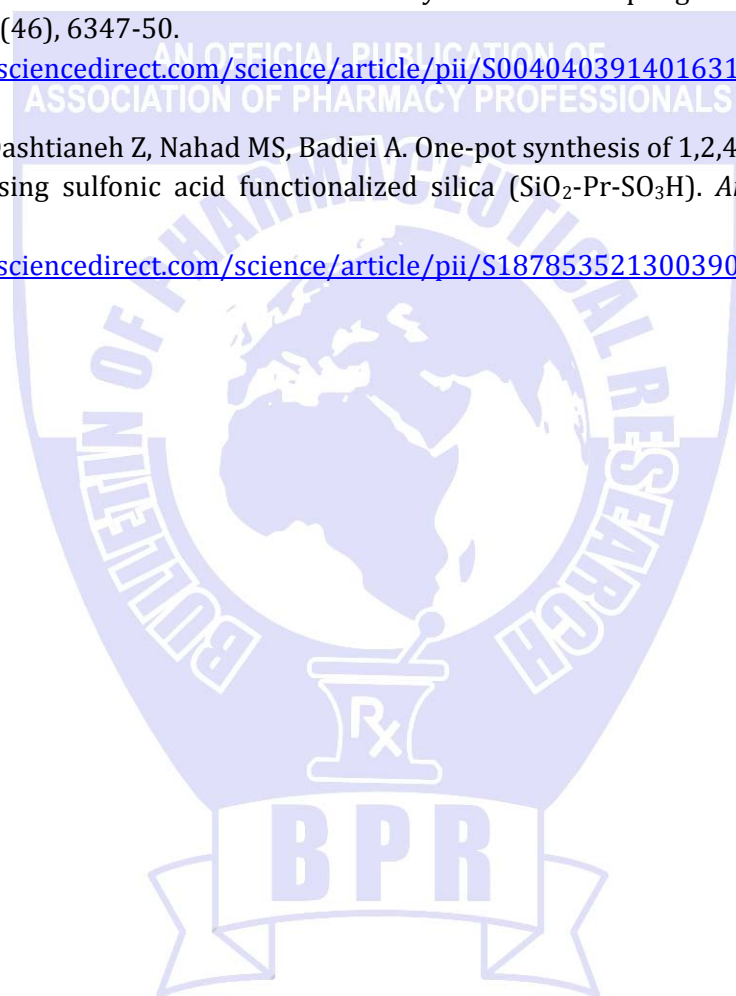 (46), 6347-50.
AN OFFICIAL PUBLICATION OF
sciencedirect.com/science/article/pii/S004040391401631
ASSOCIATION OF PHARMACY PROFESSIONALS
ashtianeh Z, Nahad MS, Badiei A. One-pot synthesis of 1,2,4
sing sulfonic acid functionalized silica (SiO₂-Pr-SO₃H). A
sciencedirect.com/science/article/pii/S187853521300390
BULLETIN OF PHARMACEUTICAL RESEARCH
Rx
BPR